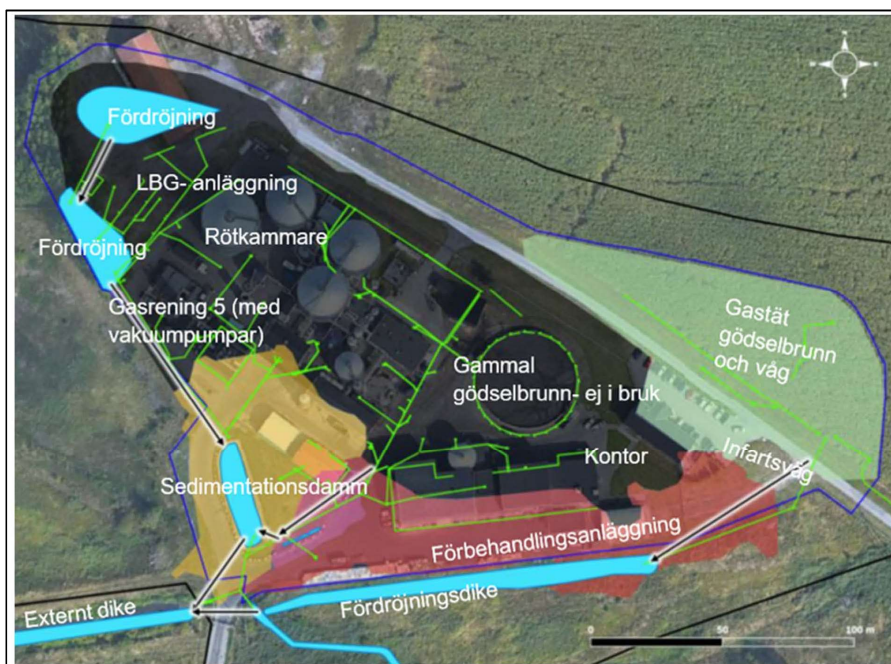 Fördröjning
LBG- anläggning
Fördröjning
Rötkammare
Gasrening 5 (med
vakuumpumpar)
Gastät
gödselbrunn
och våg
Gammal
gödselbrunn- ej i bruk
Infartsväg
Kontor
Sedimentationsdamm
Förbehandlingsanläggning
Fördröjningsdike
Externt dike
0 50 100 m